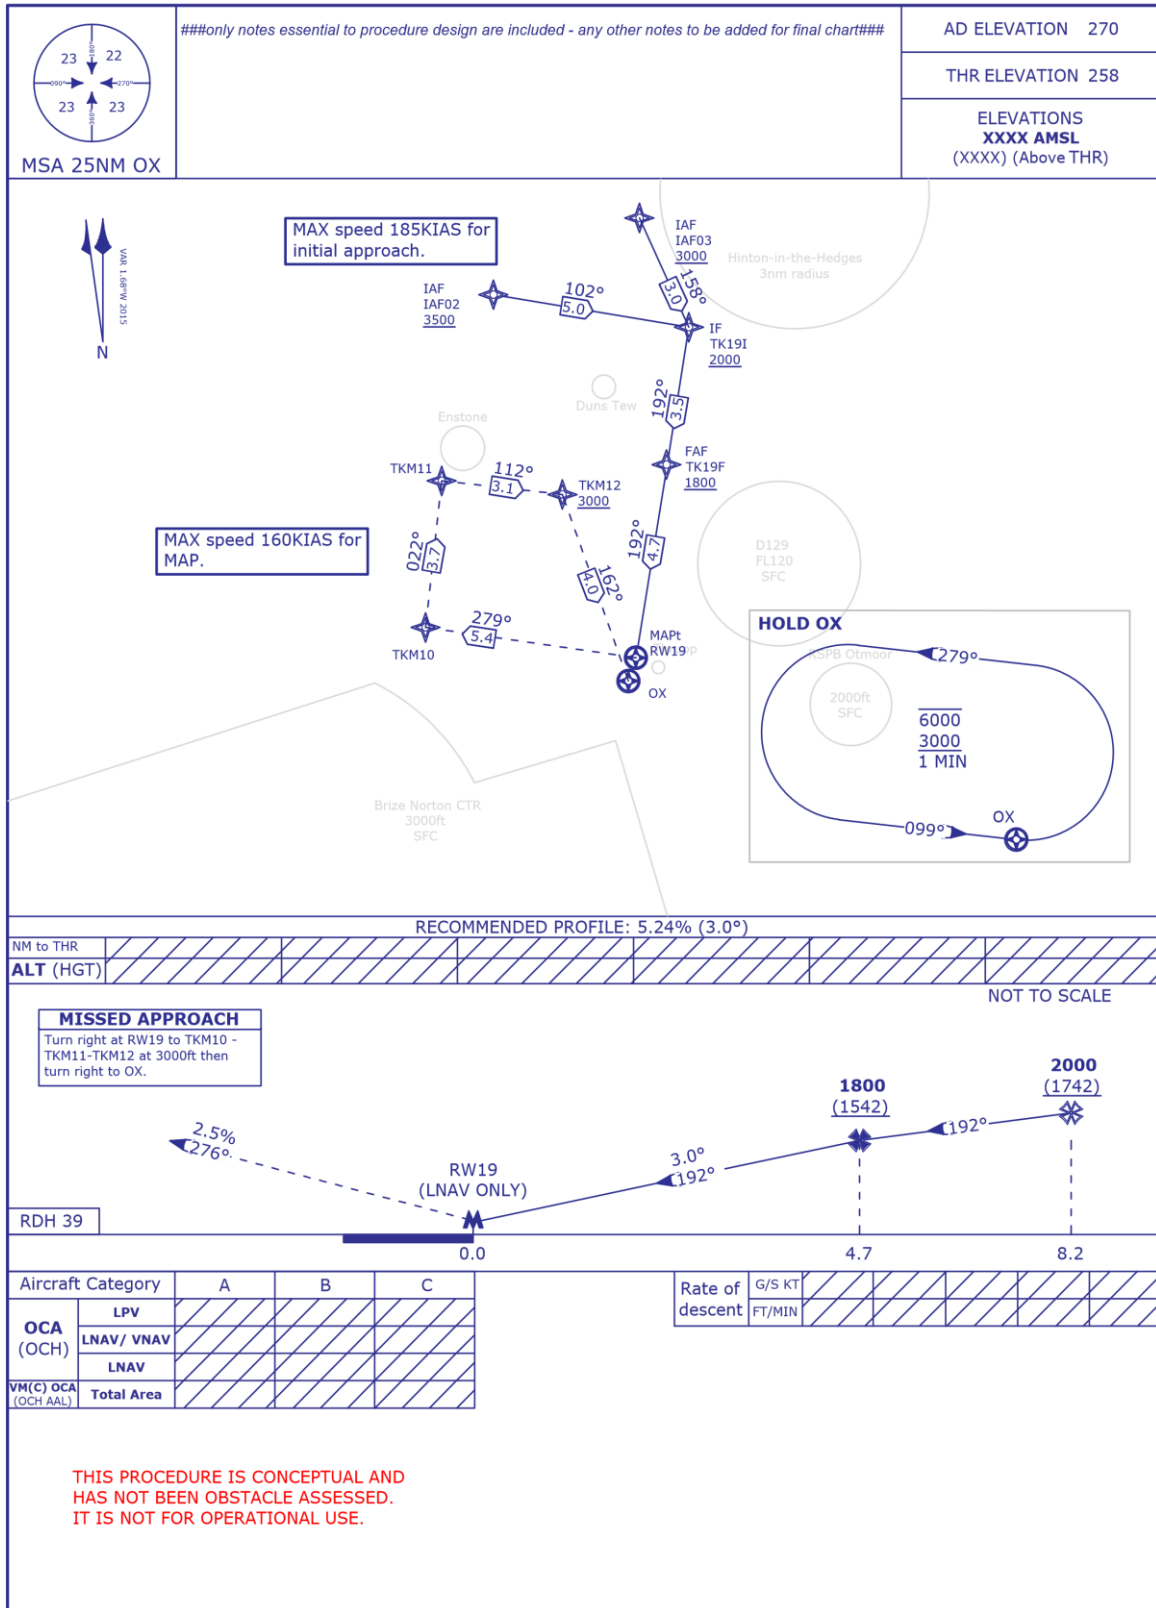 ###only notes essential to procedure design are included - any other notes to be added for final chart###
AD ELEVATION 270
THR ELEVATION 258
ELEVATIONS
XXXX AMSL
(XXXX) (Above THR)
180°
23
22
090°
270°
23
23
360°
MSA 25NM OX
VAR 1.68°W 2015
N
MAX speed 185KIAS for
initial approach.
IAF
IAF03
3000
Hinton-in-the-Hedges
3nm radius
158°
3.0
IAF
IAF02
3500
102°
5.0
IF
TK19I
2000
192°
3.5
Duns Tew
Enstone
FAF
TK19F
1800
TKM11
112°
3.1
TKM12
3000
MAX speed 160KIAS for
MAP.
022°
3.7
192°
4.7
162°
4.0
D129
FL120
SFC
279°
5.4
TKM10
MAPt
RW19
OX
HOLD OX
279°
RSPB Otmoor
2000ft
SFC
6000
3000
1 MIN
OX
099°
Brize Norton CTR
3000ft
SFC
RECOMMENDED PROFILE: 5.24% (3.0°)
NM to THR
ALT (HGT)
NOT TO SCALE
MISSED APPROACH
Turn right at RW19 to TKM10 -
TKM11-TKM12 at 3000ft then
turn right to OX.
2000
(1742)
1800
(1542)
192°
2.5%
276°
3.0°
192°
RW19
(LNAV ONLY)
RDH 39
0.0
4.7
8.2
Aircraft Category
A
B
C
OCA
(OCH)
LPV
LNAV/ VNAV
LNAV
VM(C) OCA
(OCH AAL)
Total Area
Rate of
descent
G/S KT
FT/MIN
THIS PROCEDURE IS CONCEPTUAL AND
HAS NOT BEEN OBSTACLE ASSESSED.
IT IS NOT FOR OPERATIONAL USE.